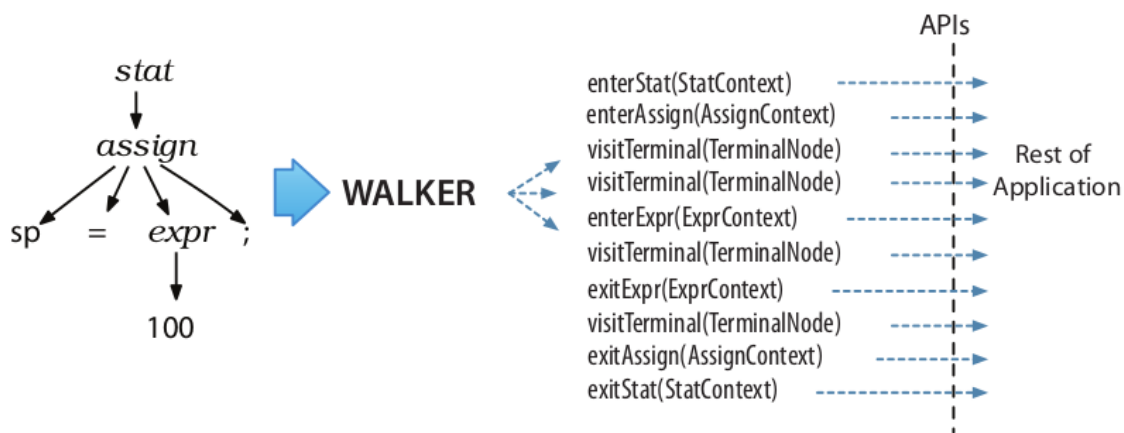 APIs
stat
assign
sp = expr ;
100
WALKER
enterStat(StatContext)
enterAssign(AssignContext)
visitTerminal(TerminalNode)
visitTerminal(TerminalNode)
enterExpr(ExprContext)
visitTerminal(TerminalNode)
exitExpr(ExprContext)
visitTerminal(TerminalNode)
exitAssign(AssignContext)
exitStat(StatContext)
Rest of
Application